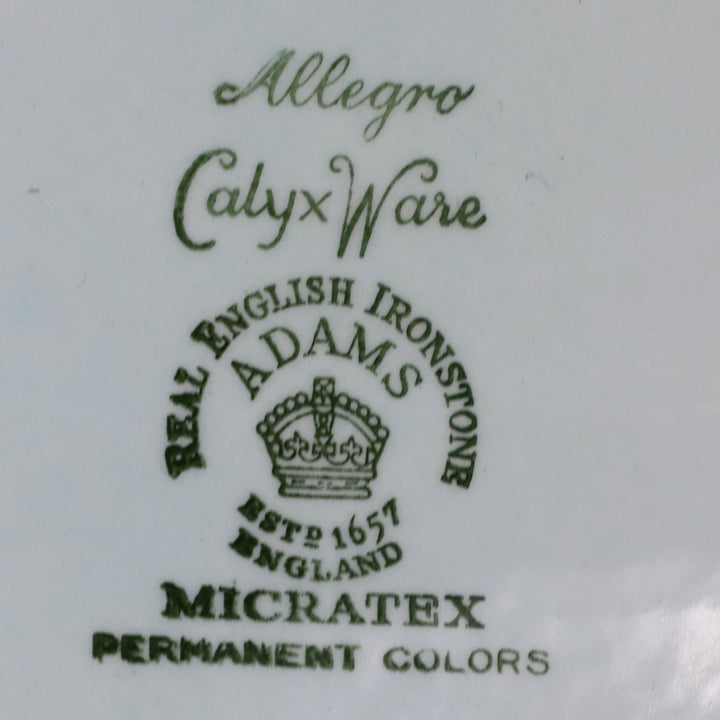 Allegro
Calyx Ware
REAL ENGLISH IRONSTONE
ADAMS
ESTD 1657
ENGLAND
MICRATEX
PERMANENT COLORS